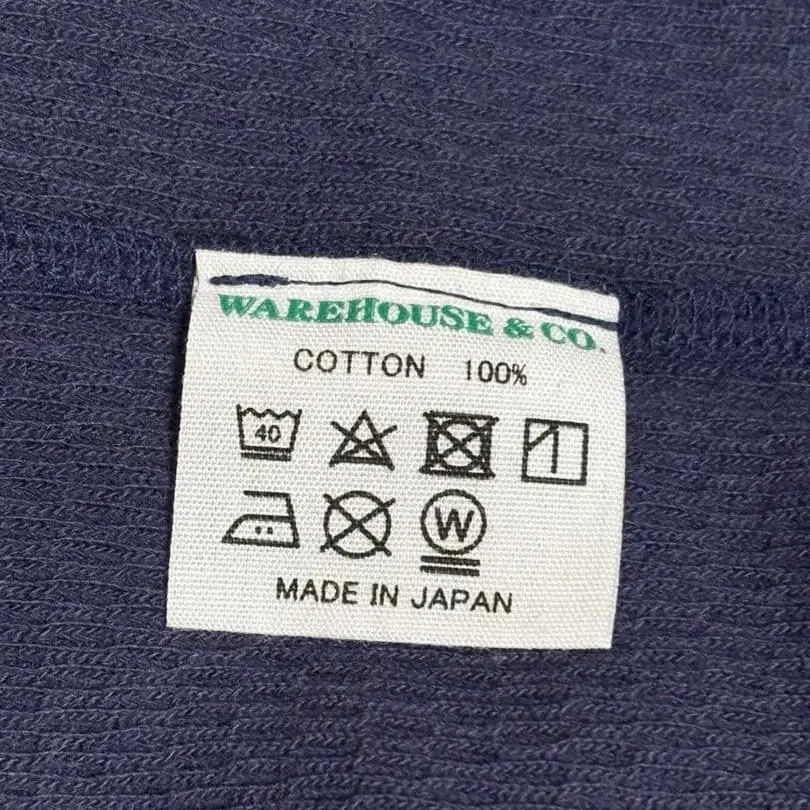 WAREHOUSE & CO.
COTTON 100%
40
W
MADE IN JAPAN